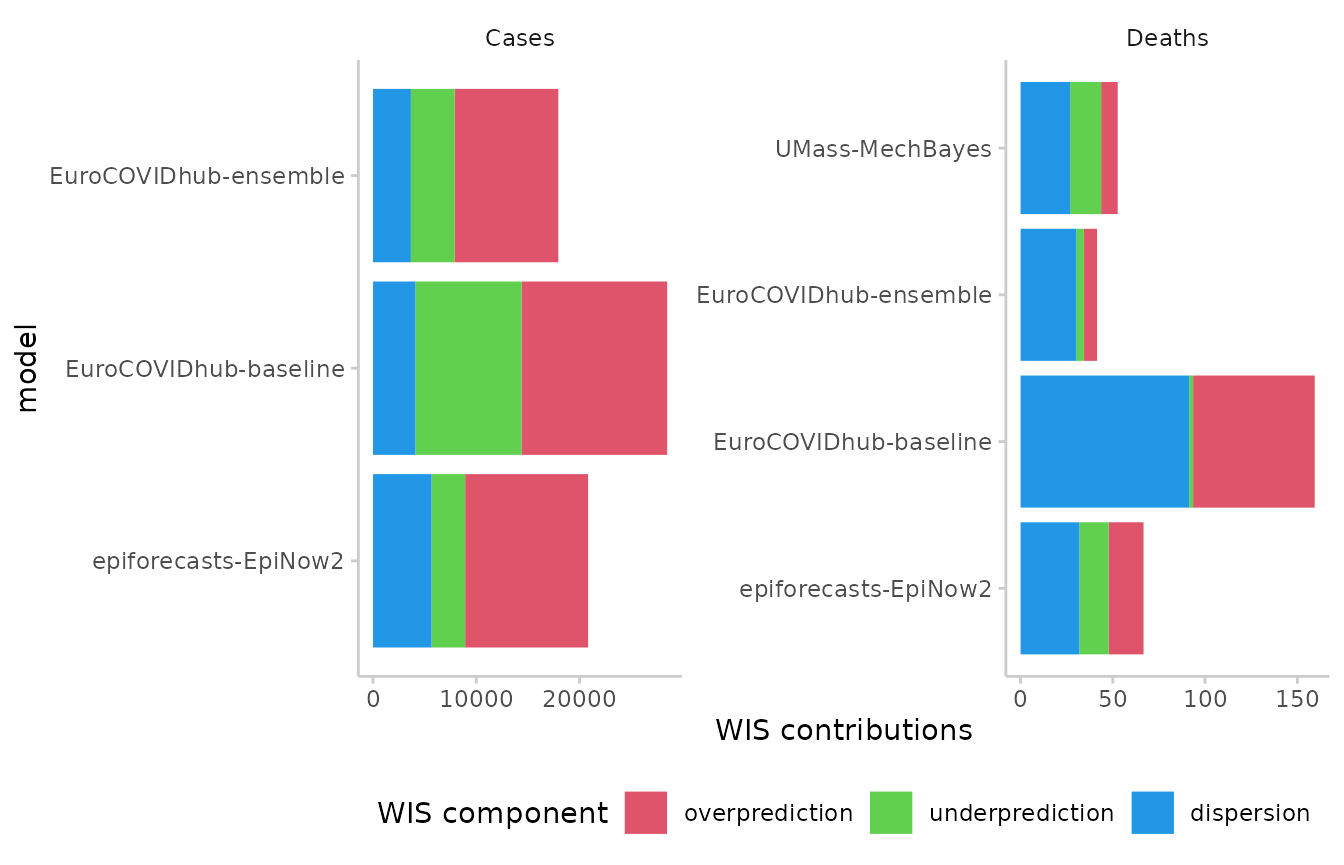 Cases
Deaths
model
EuroCOVIDhub-ensemble
EuroCOVIDhub-baseline
epiforecasts-EpiNow2
0 10000 20000
UMass-MechBayes
EuroCOVIDhub-ensemble
EuroCOVIDhub-baseline
epiforecasts-EpiNow2
0 50 100 150
WIS contributions
WIS component overprediction underprediction dispersion